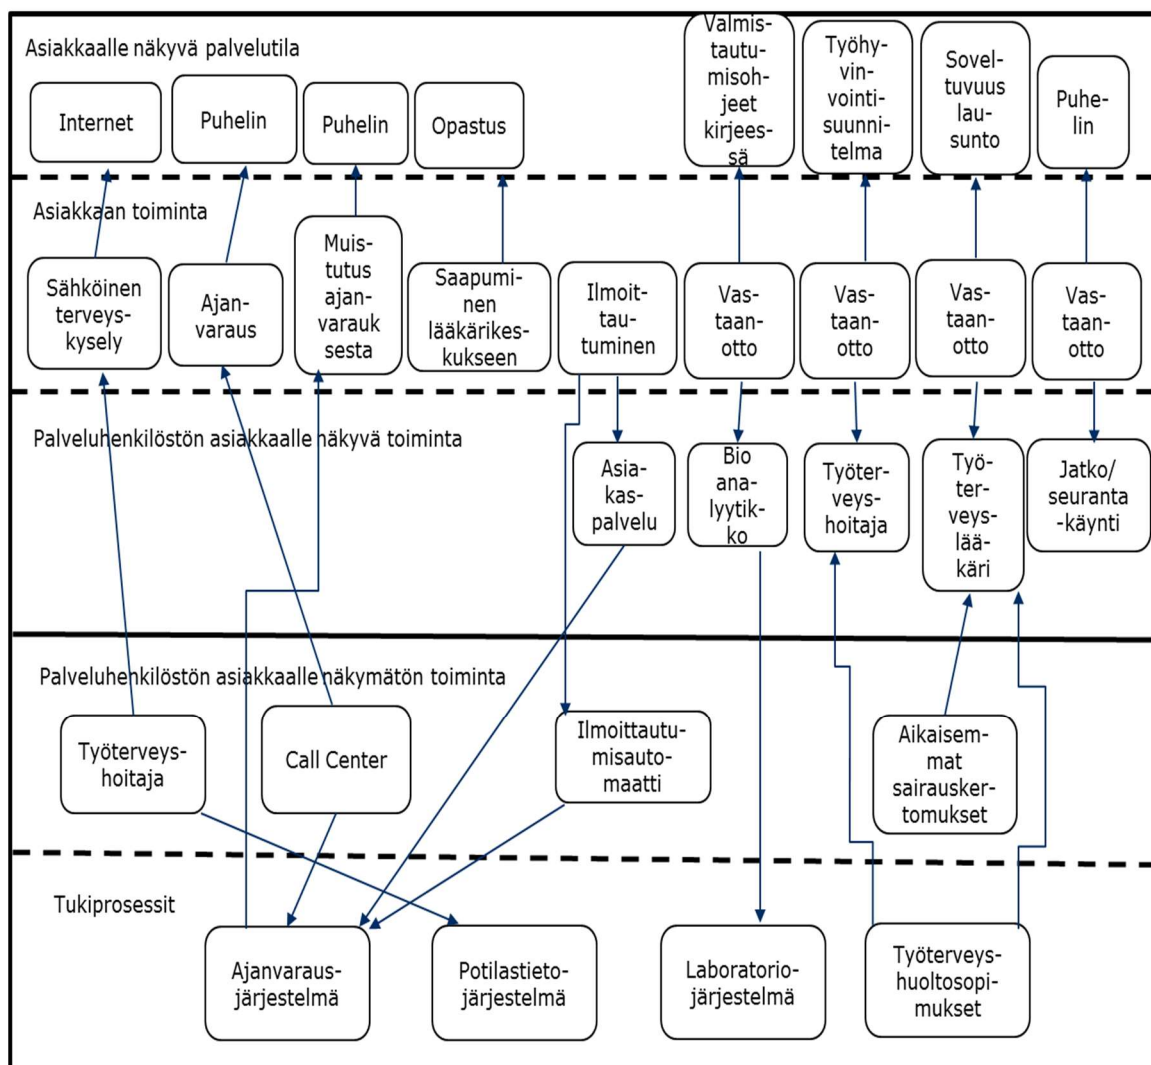 Asiakkaalle näkyvä palvelutila
Internet
Puhelin
Puhelin
Opastus
Valmis-
tautu-
misoh-
jeet
kirjees-
sä
Työhy-
vin-
vointi-
suunni-
telma
Sovel-
tuvuus
lau-
sunto
Puhe-
lin
Asiakkaan toiminta
Sähköinen
terveys-
kysely
Ajan-
varaus
Muis-
tutus
ajan-
varauk
sesta
Saapumi-
nen
lääkärikes-
kukseen
Ilmoit-
tau-
tuminen
Vas-
taan-
otto
Vas-
taan-
otto
Vas-
taan-
otto
Vas-
taan-
otto
Palveluhenkilöstön asiakkaalle näkyvä toiminta
Asia-
kas-
palvelu
Bio
ana-
lyytik-
ko
Työter-
veys-
hoitaja
Työ-
ter-
veys-
lää-
käri
Jatko/
seuranta
-käynti
Palveluhenkilöstön asiakkaalle näkymätön toiminta
Työterveys-
hoitaja
Call Center
Ilmoittautu-
misauto-
maatti
Aikaisem-
mat
sairausker-
tomukset
Tukiprosessit
Ajanvaraus-
järjestelmä
Potilastieto-
järjestelmä
Laboratorio-
järjestelmä
Työterveys-
huoltosopi-
mukset